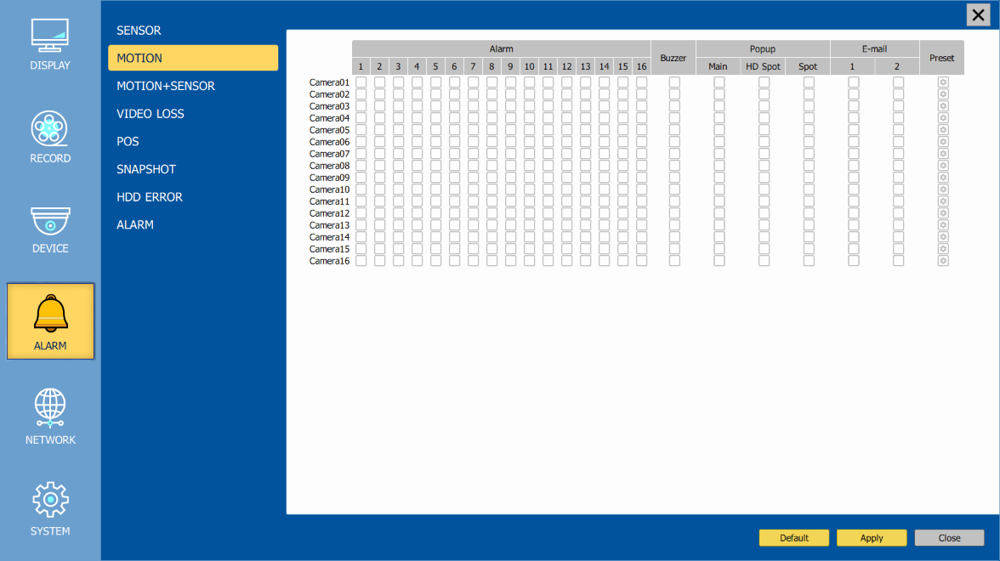 DISPLAY
RECORD
DEVICE
ALARM
NETWORK
SYSTEM
SENSOR
MOTION
MOTION+SENSOR
VIDEO LOSS
POS
SNAPSHOT
HDD ERROR
ALARM
Alarm Buzzer Popup E-mail Preset
1 2 3 4 5 6 7 8 9 10 11 12 13 14 15 16 Main HD Spot Spot 1 2
Camera01
Camera02
Camera03
Camera04
Camera05
Camera06
Camera07
Camera08
Camera09
Camera10
Camera11
Camera12
Camera13
Camera14
Camera15
Camera16
Default Apply Close